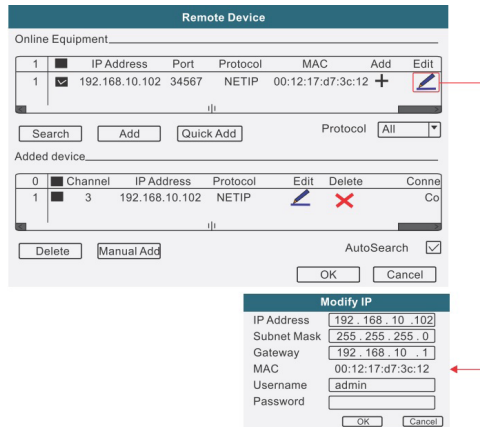 Remote Device
Online Equipment
1 IP Address Port Protocol MAC Add Edit
1 192.168.10.102 34567 NETIP 00:12:17:d7:3c:12
Search Add Quick Add Protocol All
Added device
0 Channel IP Address Protocol Edit Delete Conne
1 3 192.168.10.102 NETIP Co
Delete Manual Add AutoSearch
OK Cancel
Modify IP
IP Address 192 . 168 . 10 .102
Subnet Mask 255 . 255 . 255 . 0
Gateway 192 . 168 . 10 . 1
MAC 00:12:17:d7:3c:12
Username admin
Password
OK Cancel